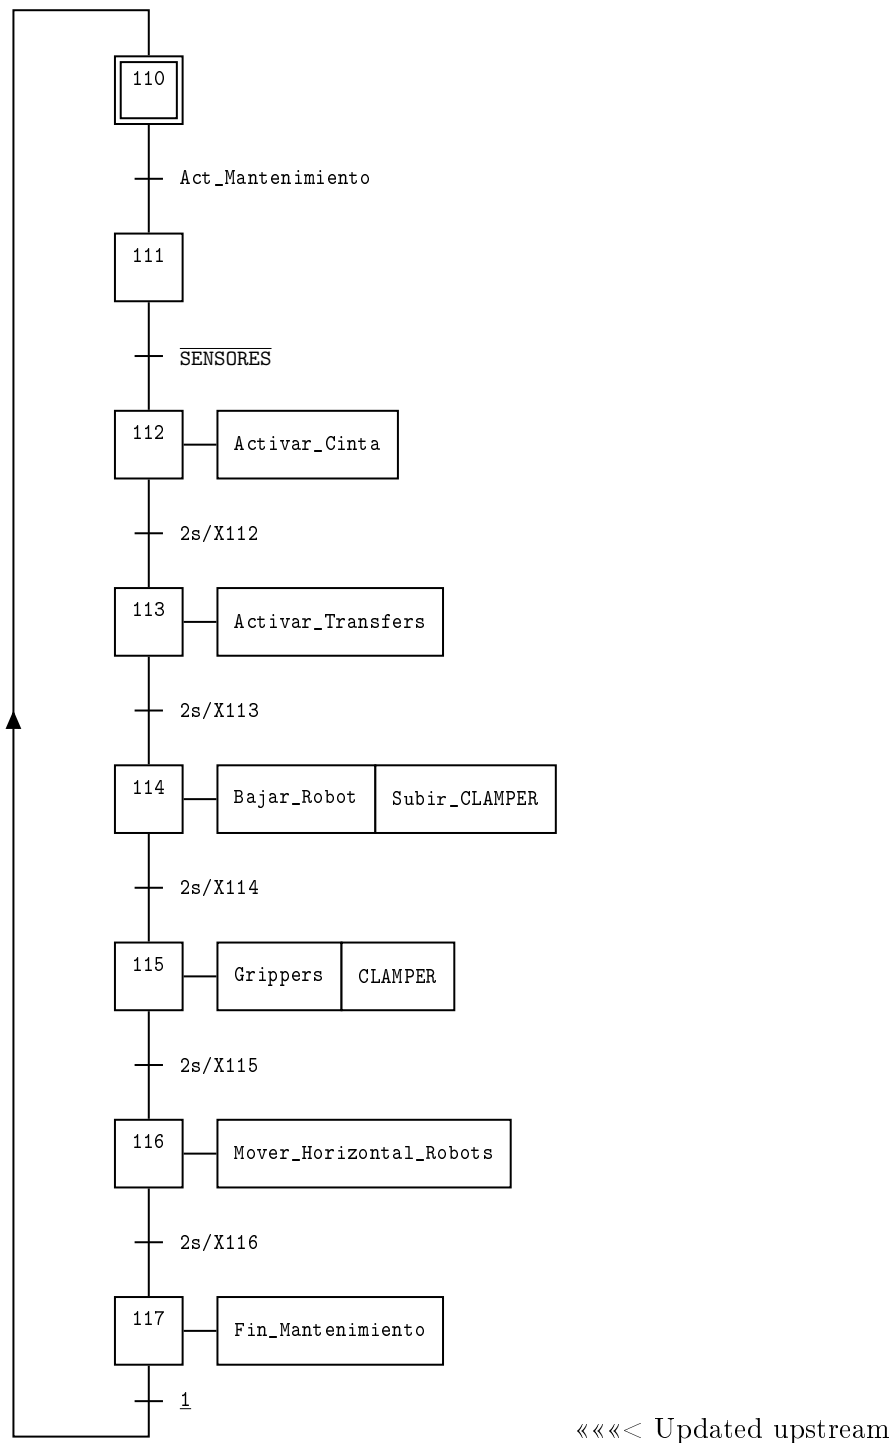 110
Act_Mantenimiento
111
S̅E̅N̅S̅O̅R̅E̅S̅
112 Activar_Cinta
2s/X112
113 Activar_Transfers
2s/X113
114 Bajar_Robot Subir_CLAMPER
2s/X114
115 Grippers CLAMPER
2s/X115
116 Mover_Horizontal_Robots
2s/X116
117 Fin_Mantenimiento
1
«««< Updated upstream